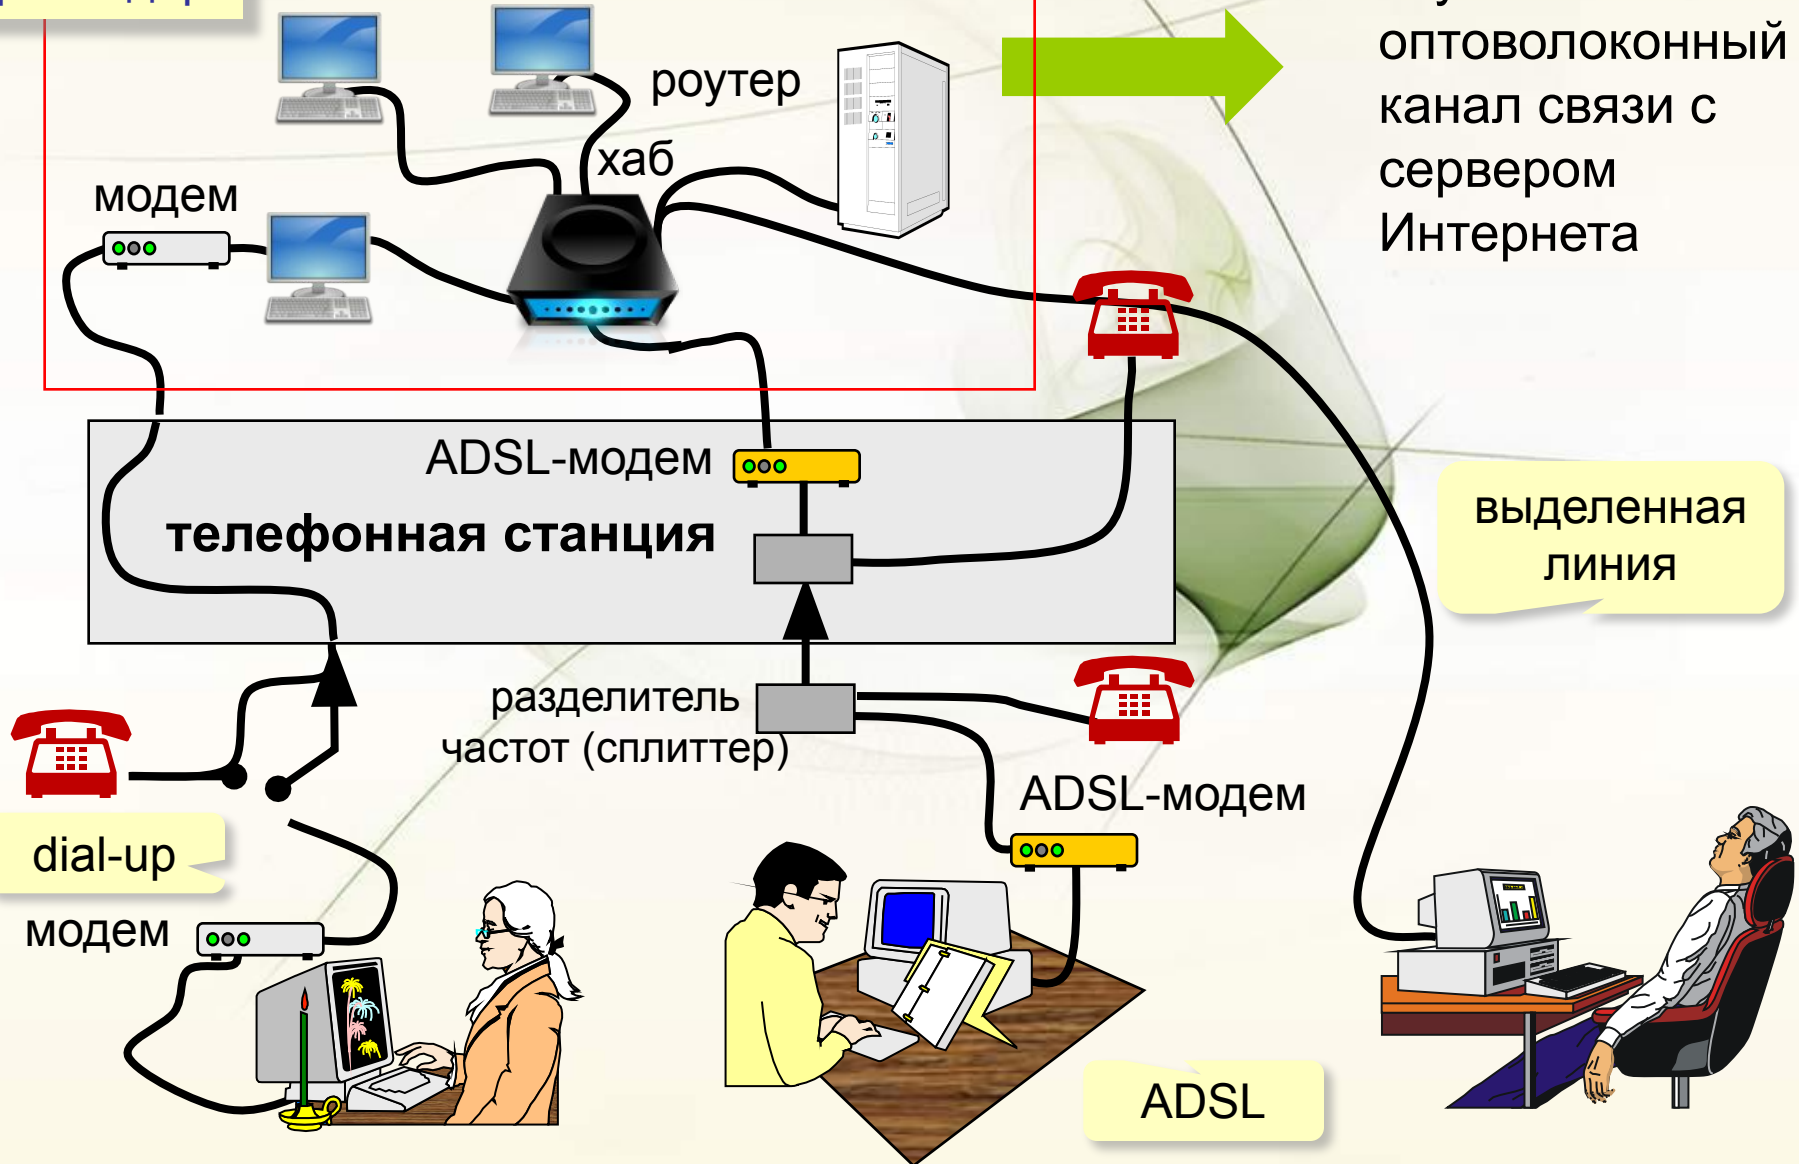 оптоволоконный
канал связи с
сервером
Интернета
роутер
хаб
модем
ADSL-модем
телефонная станция
выделенная
линия
разделитель
частот (сплиттер)
ADSL-модем
dial-up
модем
ADSL